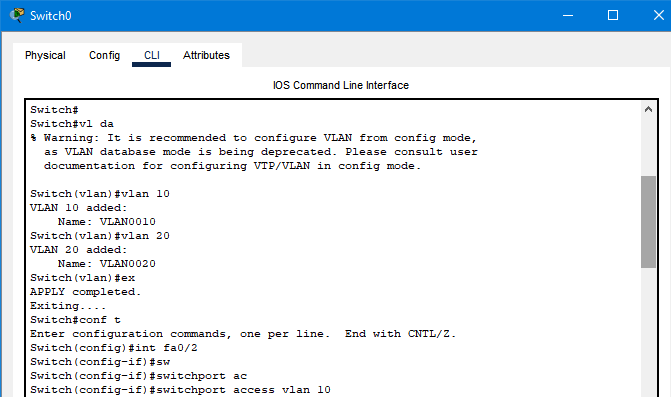 Switch0
Physical Config CLI Attributes
IOS Command Line Interface
Switch#
Switch#vl da
% Warning: It is recommended to configure VLAN from config mode,
as VLAN database mode is being deprecated. Please consult user
documentation for configuring VTP/VLAN in config mode.
Switch(vlan)#vlan 10
VLAN 10 added:
Name: VLAN0010
Switch(vlan)#vlan 20
VLAN 20 added:
Name: VLAN0020
Switch(vlan)#ex
APPLY completed.
Exiting....
Switch#conf t
Enter configuration commands, one per line. End with CNTL/Z.
Switch(config)#int fa0/2
Switch(config-if)#sw
Switch(config-if)#switchport ac
Switch(config-if)#switchport access vlan 10